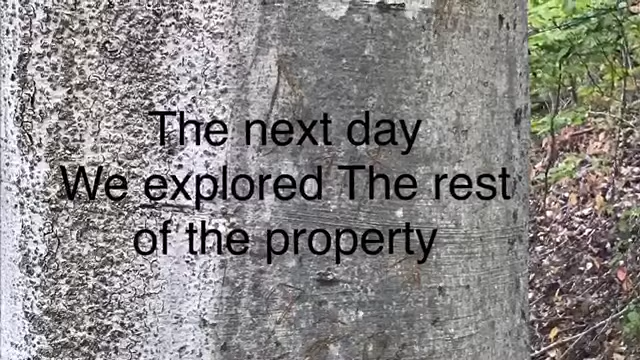 The next day
We explored The rest
of the property